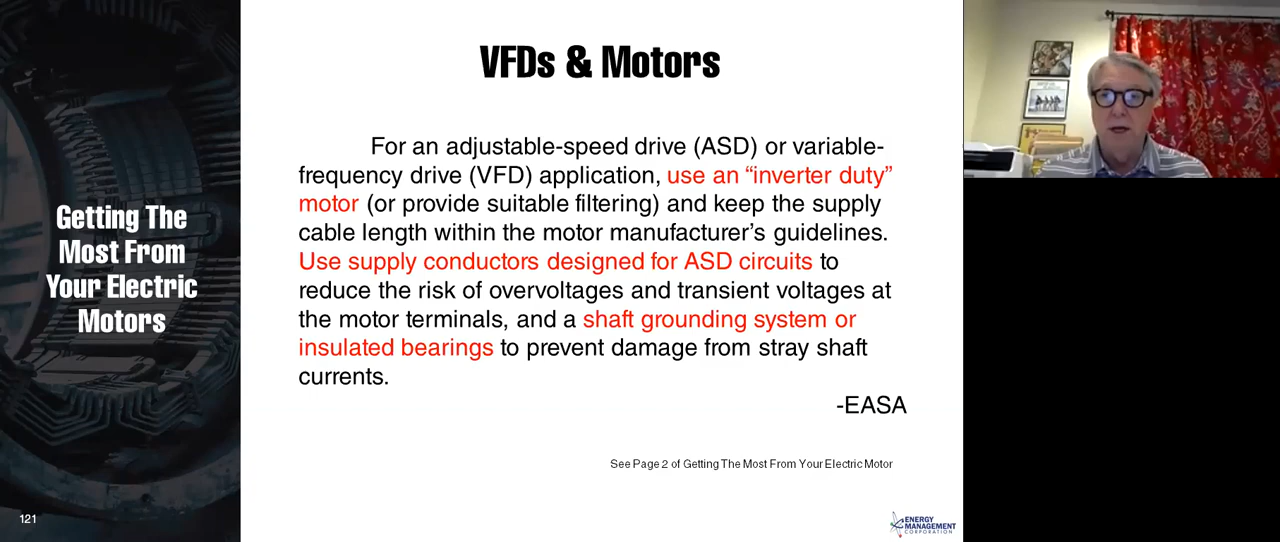 Getting The
Most From
Your Electric
Motors
121
VFDs & Motors
For an adjustable-speed drive (ASD) or variable-
frequency drive (VFD) application, use an “inverter duty”
motor (or provide suitable filtering) and keep the supply
cable length within the motor manufacturer’s guidelines.
Use supply conductors designed for ASD circuits to
reduce the risk of overvoltages and transient voltages at
the motor terminals, and a shaft grounding system or
insulated bearings to prevent damage from stray shaft
currents.
-EASA
See Page 2 of Getting The Most From Your Electric Motor
ENERGY
MANAGEMENT
CORPORATION